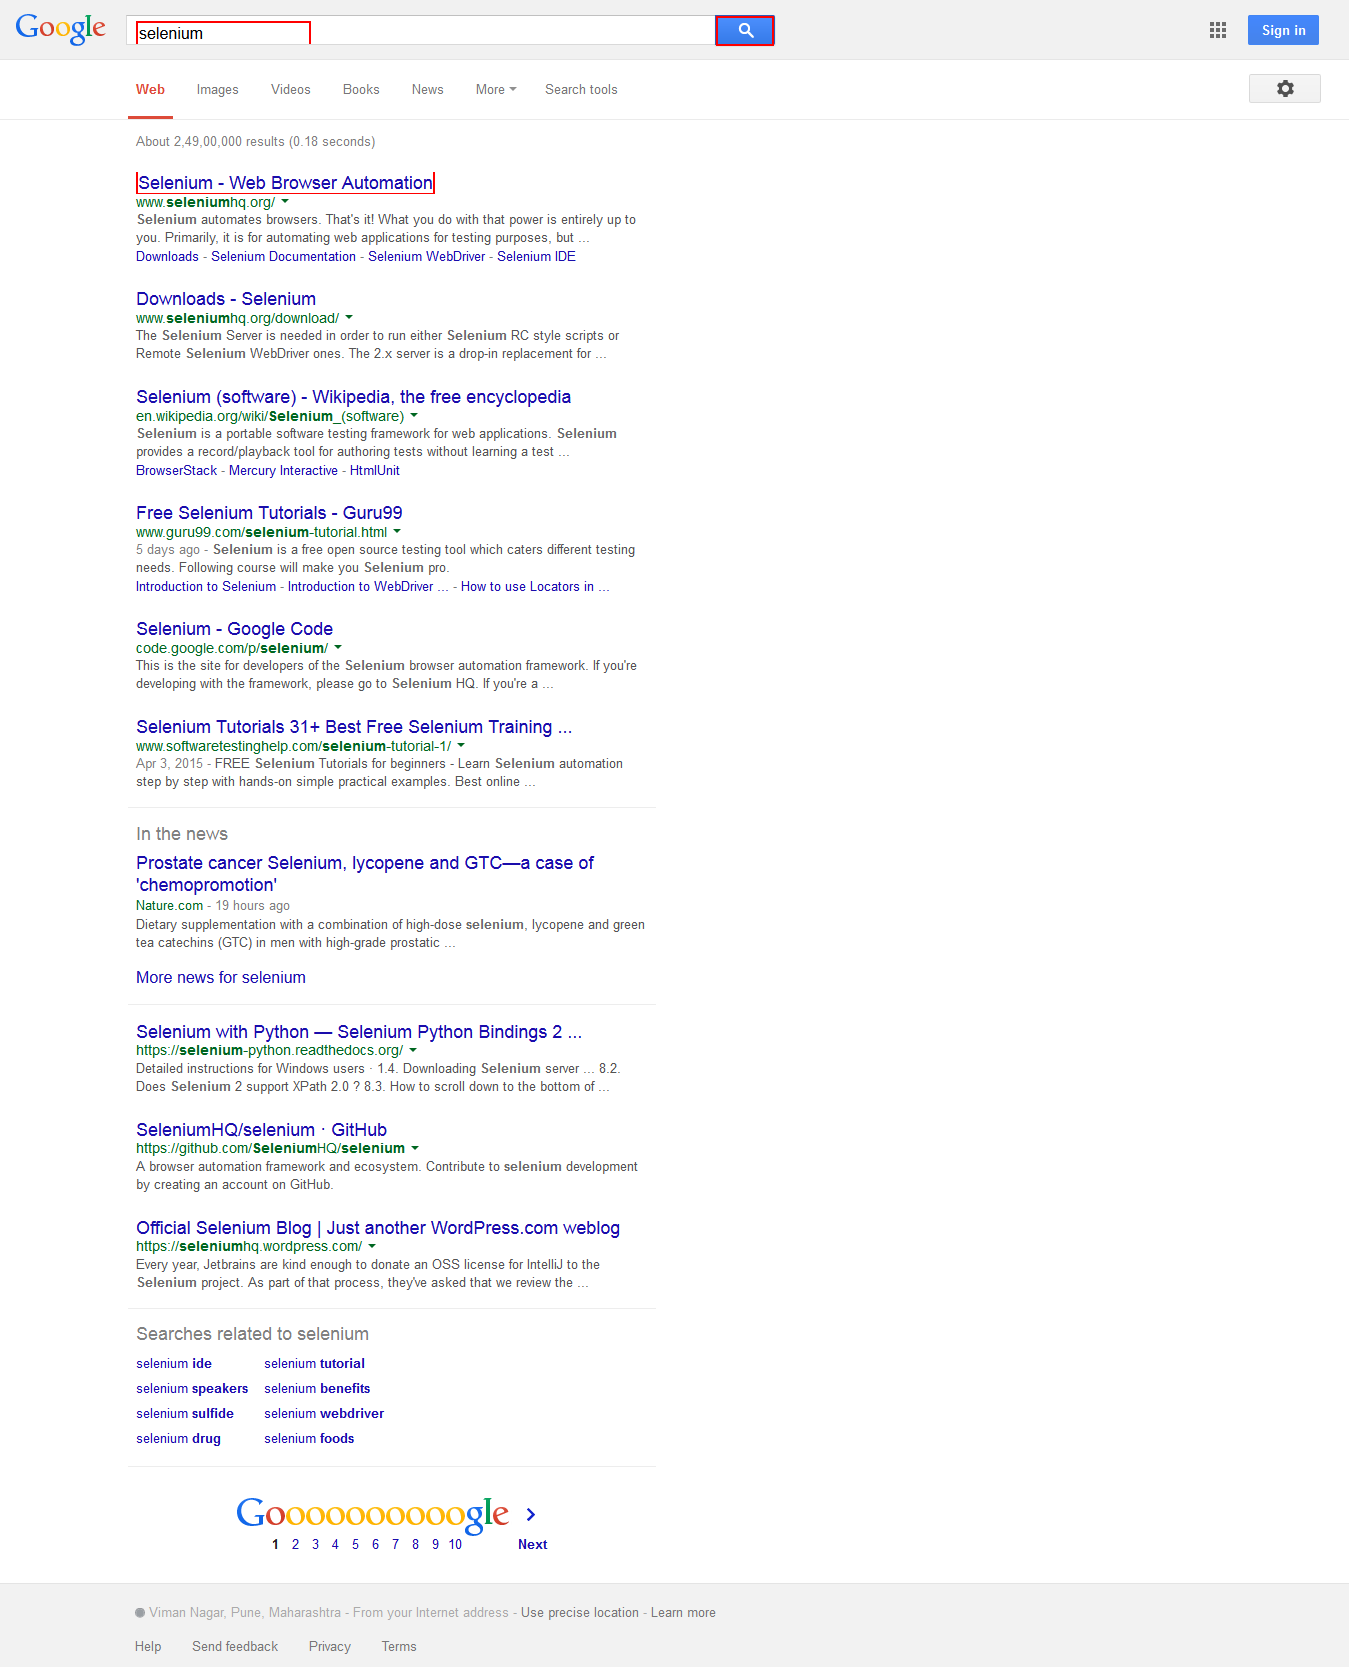 Google
selenium
Sign in
Web Images Videos Books News More Search tools
About 2,49,00,000 results (0.18 seconds)
Selenium - Web Browser Automation
www.seleniumhq.org/
Selenium automates browsers. That's it! What you do with that power is entirely up to
you. Primarily, it is for automating web applications for testing purposes, but ...
Downloads - Selenium Documentation - Selenium WebDriver - Selenium IDE
Downloads - Selenium
www.seleniumhq.org/download/
The Selenium Server is needed in order to run either Selenium RC style scripts or
Remote Selenium WebDriver ones. The 2.x server is a drop-in replacement for ...
Selenium (software) - Wikipedia, the free encyclopedia
en.wikipedia.org/wiki/Selenium_(software)
Selenium is a portable software testing framework for web applications. Selenium
provides a record/playback tool for authoring tests without learning a test ...
BrowserStack - Mercury Interactive - HtmlUnit
Free Selenium Tutorials - Guru99
www.guru99.com/selenium-tutorial.html
5 days ago - Selenium is a free open source testing tool which caters different testing
needs. Following course will make you Selenium pro.
Introduction to Selenium - Introduction to WebDriver ... - How to use Locators in ...
Selenium - Google Code
code.google.com/p/selenium/
This is the site for developers of the Selenium browser automation framework. If you're
developing with the framework, please go to Selenium HQ. If you're a ...
Selenium Tutorials 31+ Best Free Selenium Training ...
www.softwaretestinghelp.com/selenium-tutorial-1/
Apr 3, 2015 - FREE Selenium Tutorials for beginners - Learn Selenium automation
step by step with hands-on simple practical examples. Best online ...
In the news
Prostate cancer Selenium, lycopene and GTC—a case of
'chemopromotion'
Nature.com - 19 hours ago
Dietary supplementation with a combination of high-dose selenium, lycopene and green
tea catechins (GTC) in men with high-grade prostatic ...
More news for selenium
Selenium with Python — Selenium Python Bindings 2 ...
https://selenium-python.readthedocs.org/
Detailed instructions for Windows users · 1.4. Downloading Selenium server ... 8.2.
Does Selenium 2 support XPath 2.0 ? 8.3. How to scroll down to the bottom of ...
SeleniumHQ/selenium · GitHub
https://github.com/SeleniumHQ/selenium
A browser automation framework and ecosystem. Contribute to selenium development
by creating an account on GitHub.
Official Selenium Blog | Just another WordPress.com weblog
https://seleniumhq.wordpress.com/
Every year, Jetbrains are kind enough to donate an OSS license for IntelliJ to the
Selenium project. As part of that process, they've asked that we review the ...
Searches related to selenium
selenium ide selenium tutorial
selenium speakers selenium benefits
selenium sulfide selenium webdriver
selenium drug selenium foods
Goooooooooogle
1 2 3 4 5 6 7 8 9 10 Next
Viman Nagar, Pune, Maharashtra - From your Internet address - Use precise location - Learn more
Help Send feedback Privacy Terms